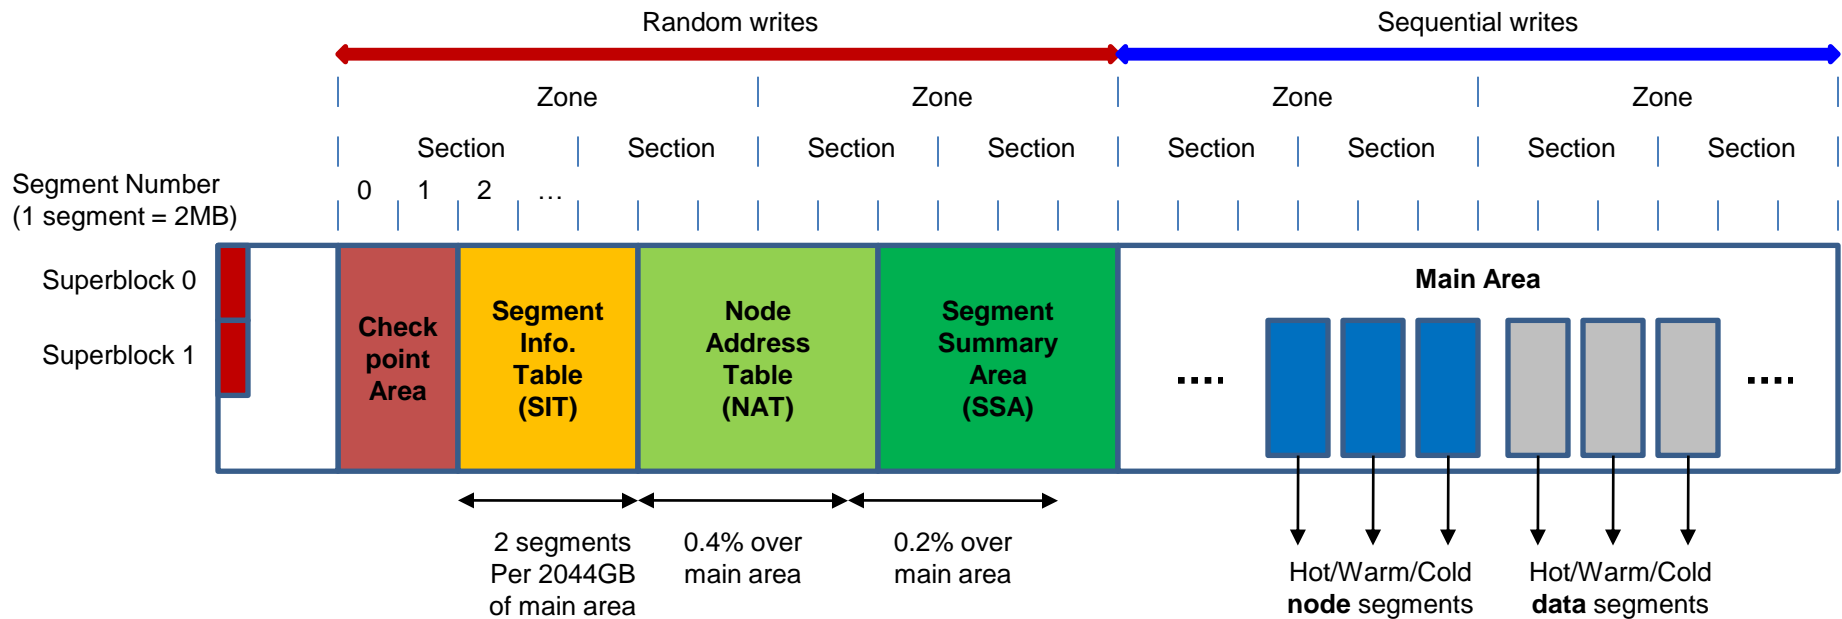 Random writes
Sequential writes
Zone
Zone
Zone
Zone
Section
Section
Section
Section
Section
Section
Section
Section
Segment Number
(1 segment = 2MB)
0
1
2
...
Superblock 0
Superblock 1
Check
point
Area
Segment
Info.
Table
(SIT)
Node
Address
Table
(NAT)
Segment
Summary
Area
(SSA)
Main Area
....
....
2 segments
Per 2044GB
of main area
0.4% over
main area
0.2% over
main area
Hot/Warm/Cold
node segments
Hot/Warm/Cold
data segments